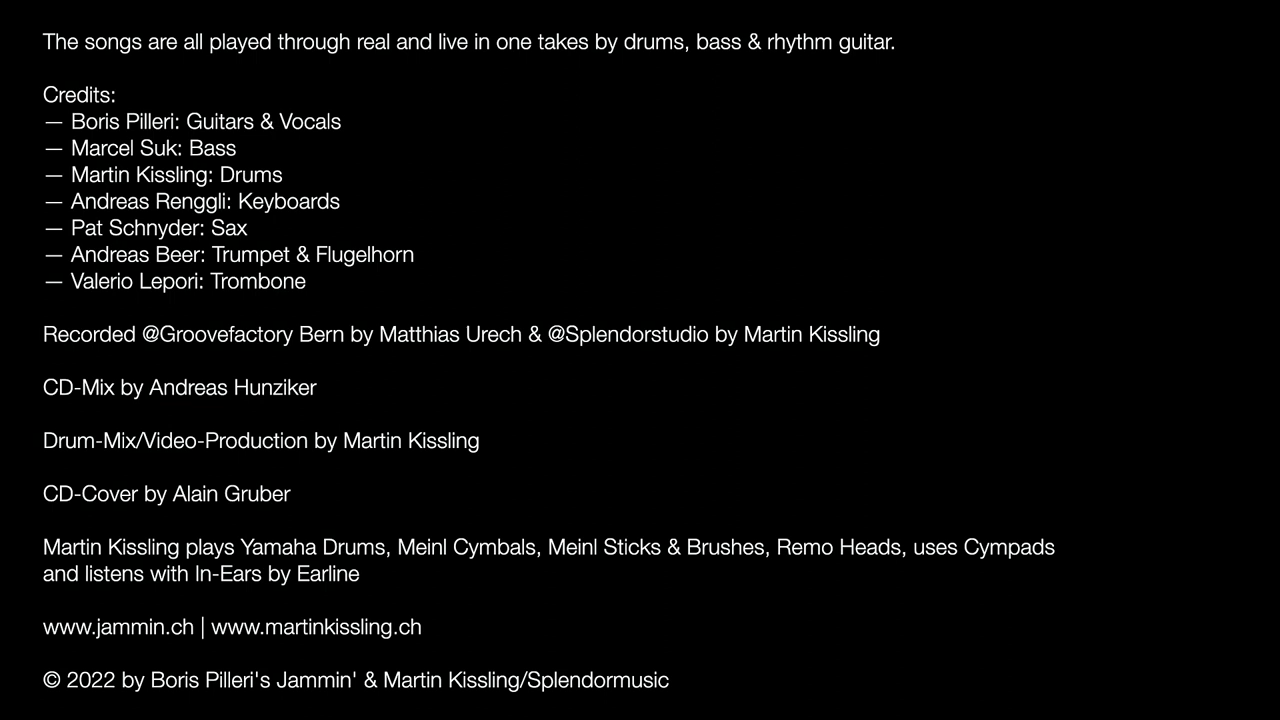 The songs are all played through real and live in one takes by drums, bass & rhythm guitar.
Credits:
— Boris Pilleri: Guitars & Vocals
— Marcel Suk: Bass
— Martin Kissling: Drums
— Andreas Renggli: Keyboards
— Pat Schnyder: Sax
— Andreas Beer: Trumpet & Flugelhorn
— Valerio Lepori: Trombone
Recorded @Groovefactory Bern by Matthias Urech & @Splendorstudio by Martin Kissling
CD-Mix by Andreas Hunziker
Drum-Mix/Video-Production by Martin Kissling
CD-Cover by Alain Gruber
Martin Kissling plays Yamaha Drums, Meinl Cymbals, Meinl Sticks & Brushes, Remo Heads, uses Cympads
and listens with In-Ears by Earline
www.jammin.ch | www.martinkissling.ch
© 2022 by Boris Pilleri's Jammin' & Martin Kissling/Splendormusic